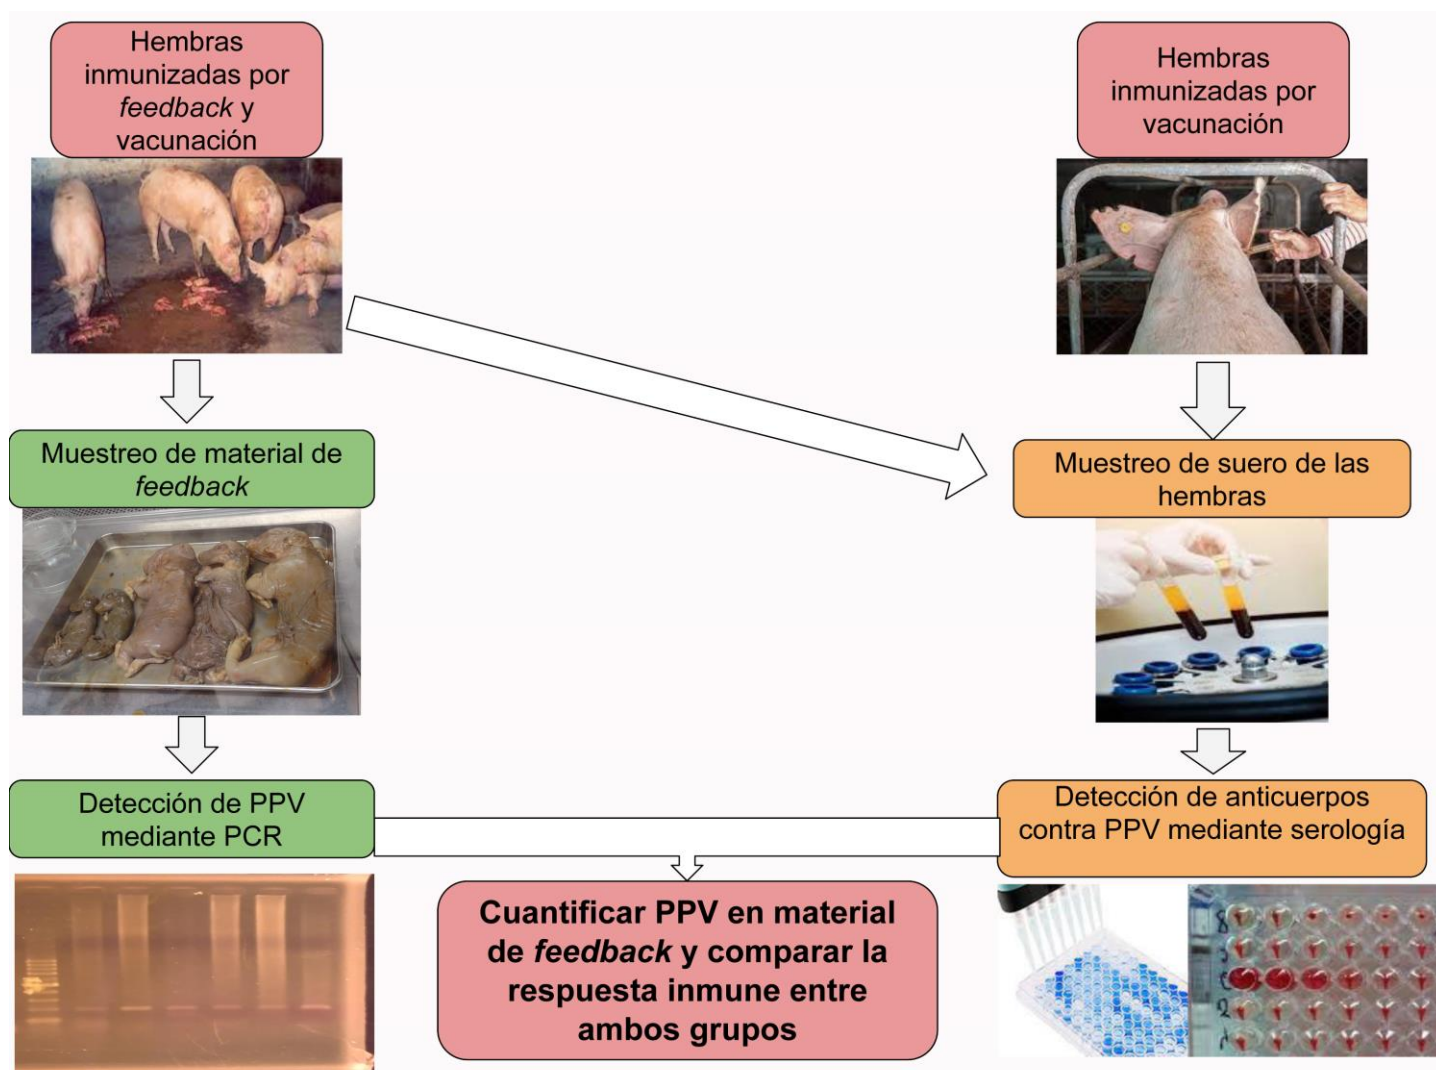 Hembras
inmunizadas por
feedback y
vacunación
Hembras
inmunizadas por
vacunación
Muestreo de material de
feedback
Muestreo de suero de las
hembras
Detección de PPV
mediante PCR
Detección de anticuerpos
contra PPV mediante serología
Cuantificar PPV en material
de feedback y comparar la
respuesta inmune entre
ambos grupos